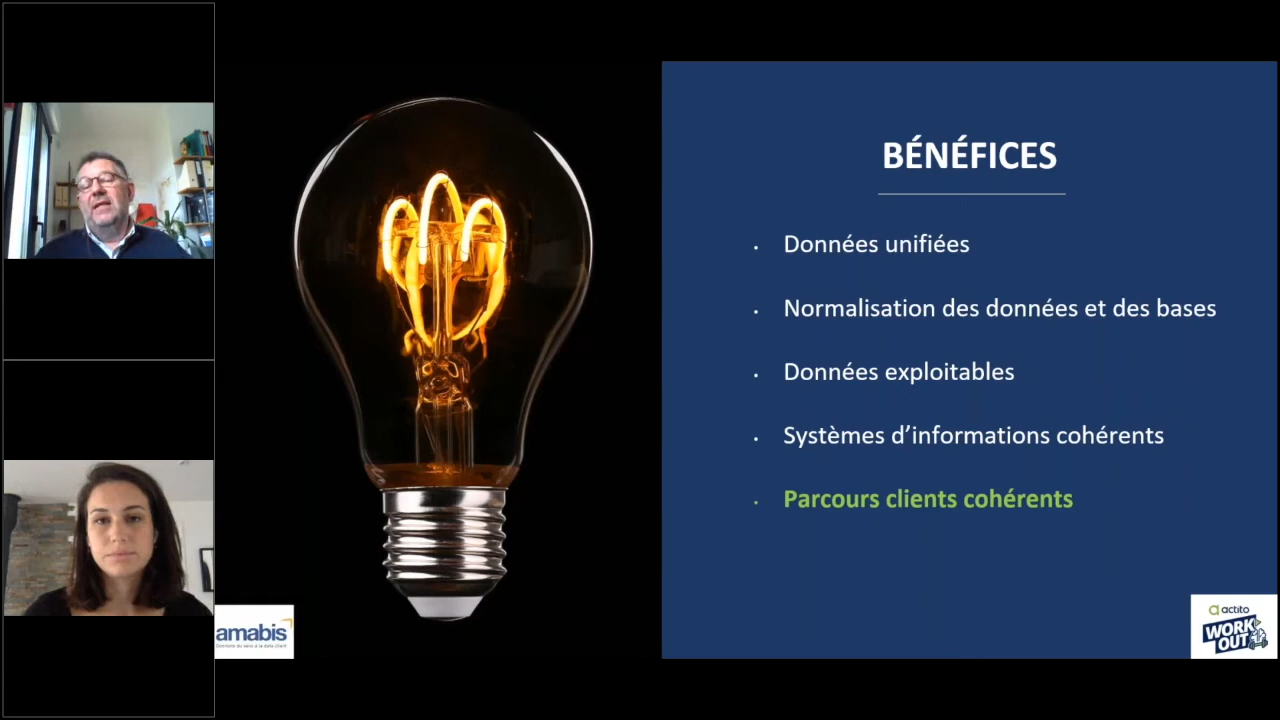 BÉNÉFICES
· Données unifiées
· Normalisation des données et des bases
· Données exploitables
· Systèmes d’informations cohérents
· Parcours clients cohérents
amabis
actito
WORK
OUT